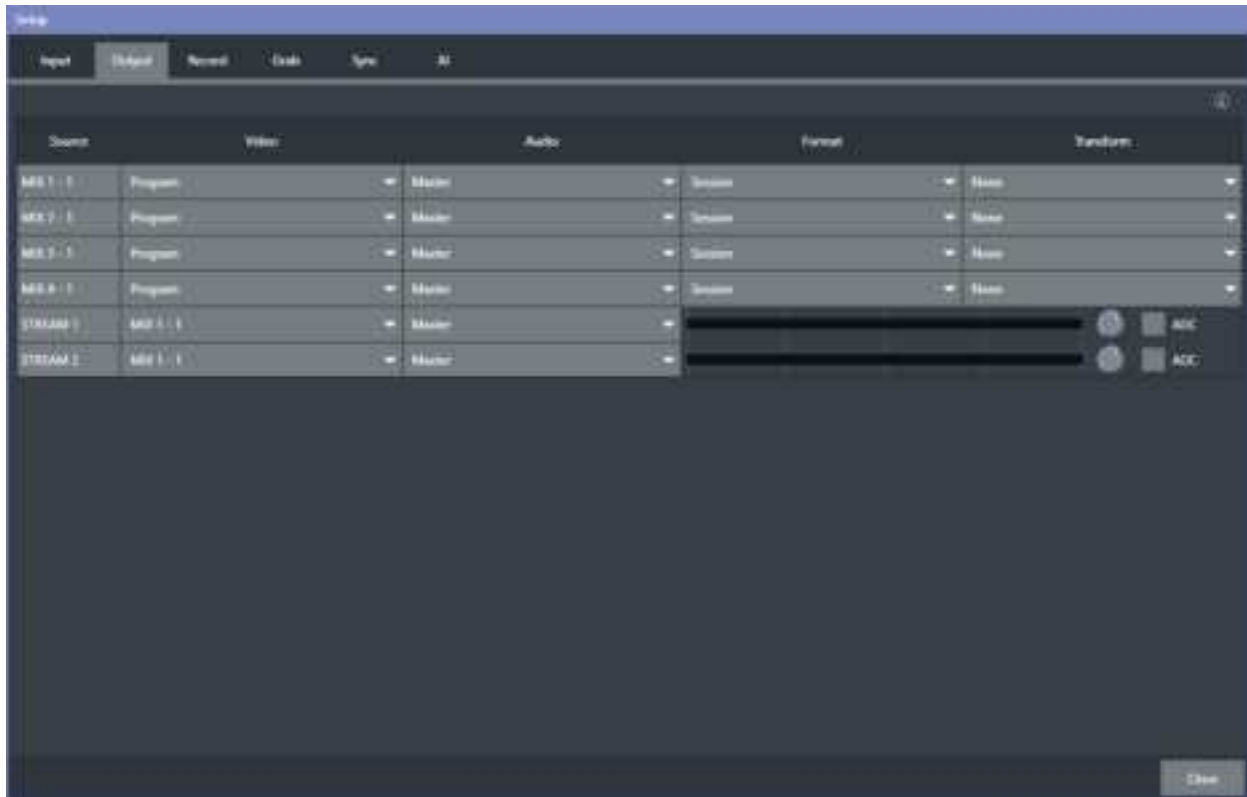 Setup
Input Output Record Grab Sync AI
Source Video Audio Format Transform
MIX 1 - 1 Program Master Session None
MIX 2 - 1 Program Master Session None
MIX 3 - 1 Program Master Session None
MIX 4 - 1 Program Master Session None
STREAM 1 MIX 1 - 1 Master AGC
STREAM 2 MIX 1 - 1 Master AGC
Close